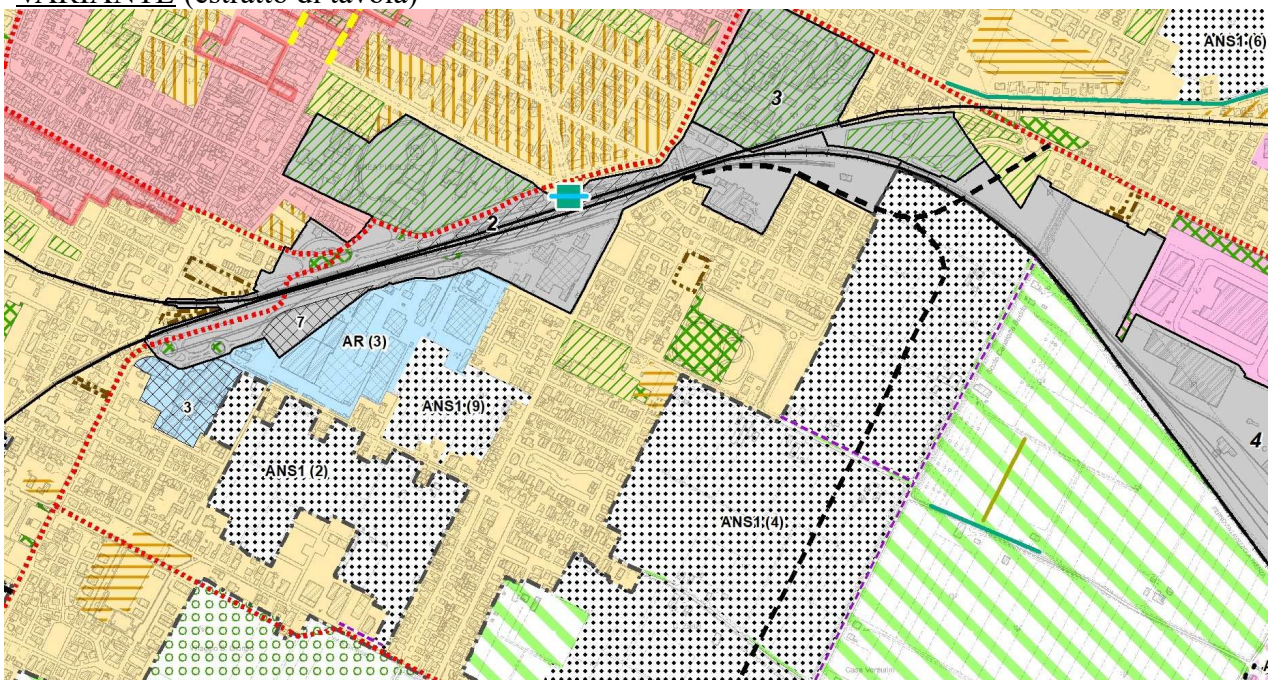 VARIANTE (estratto di tavola)
ANS1 (6)
3
2
7
AR (3)
3
ANS1 (9)
4
ANS1 (2)
ANS1 (4)